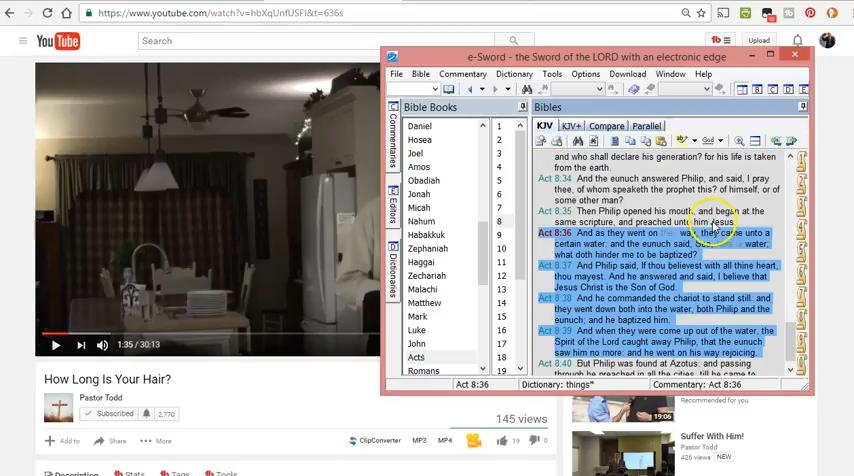 https://www.youtube.com/watch?v=hbXqUnfUSFI&t=636s
YouTube
Search
Upload
e-Sword - the Sword of the LORD with an electronic edge
File Bible Commentary Dictionary Tools Options Download Window Help
Bible Books
Bibles
KJV KJV+ Compare Parallel
Commentaries
Editors
Dictionaries
Daniel 1
Hosea 2
Joel 3
Amos 4
Obadiah 5
Jonah 6
Micah 7
Nahum 8
Habakkuk 9
Zephaniah 10
Haggai 11
Zechariah 12
Malachi 13
Matthew 14
Mark 15
Luke 16
John 17
Acts 18
Romans
and who shall declare his generation? for his life is taken
from the earth.
Act 8:34 And the eunuch answered Philip, and said, I pray
thee, of whom speaketh the prophet this? of himself, or of
some other man?
Act 8:35 Then Philip opened his mouth, and began at the
same scripture, and preached unto him Jesus.
Act 8:36 And as they went on their way, they came unto a
certain water: and the eunuch said, See, here is water;
what doth hinder me to be baptized?
Act 8:37 And Philip said, If thou believest with all thine heart,
thou mayest. And he answered and said, I believe that
Jesus Christ is the Son of God.
Act 8:38 And he commanded the chariot to stand still: and
they went down both into the water, both Philip and the
eunuch; and he baptized him.
Act 8:39 And when they were come up out of the water, the
Spirit of the Lord caught away Philip, that the eunuch
saw him no more: and he went on his way rejoicing.
Act 8:40 But Philip was found at Azotus: and passing
through he preached in all the cities, till he came to
Act 8:36
Dictionary: things"
Commentary: Act 8:36
1:35 / 30:13
How Long Is Your Hair?
Pastor Todd
Subscribed 2,770
145 views
Add to Share More
ClipConverter MP3 MP4 19 0
Description Stats Tags Tools
Recommended for you
19:06
Suffer With Him!
Pastor Todd
426 views NEW